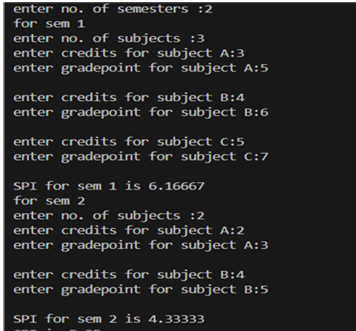 enter no. of semesters :2
for sem 1
enter no. of subjects :3
enter credits for subject A:3
enter gradepoint for subject A:5
enter credits for subject B:4
enter gradepoint for subject B:6
enter credits for subject C:5
enter gradepoint for subject C:7
SPI for sem 1 is 6.16667
for sem 2
enter no. of subjects :2
enter credits for subject A:2
enter gradepoint for subject A:3
enter credits for subject B:4
enter gradepoint for subject B:5
SPI for sem 2 is 4.33333